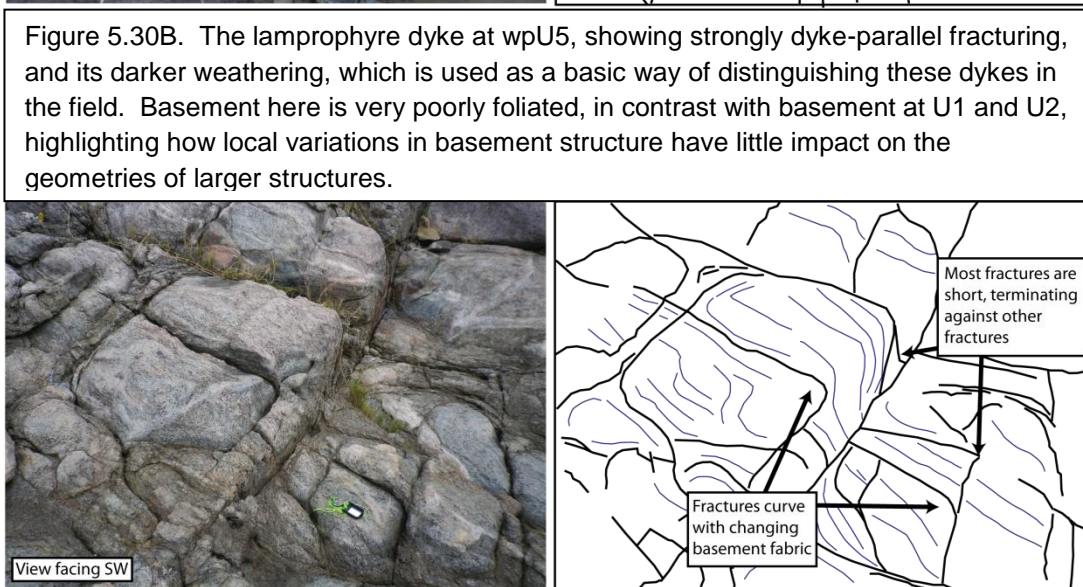 Figure 5.30B. The lamprophyre dyke at wpU5, showing strongly dyke-parallel fracturing,
and its darker weathering, which is used as a basic way of distinguishing these dykes in
the field. Basement here is very poorly foliated, in contrast with basement at U1 and U2,
highlighting how local variations in basement structure have little impact on the
geometries of larger structures.
Most fractures are
short, terminating
against other
fractures
Fractures curve
with changing
basement fabric
View facing SW